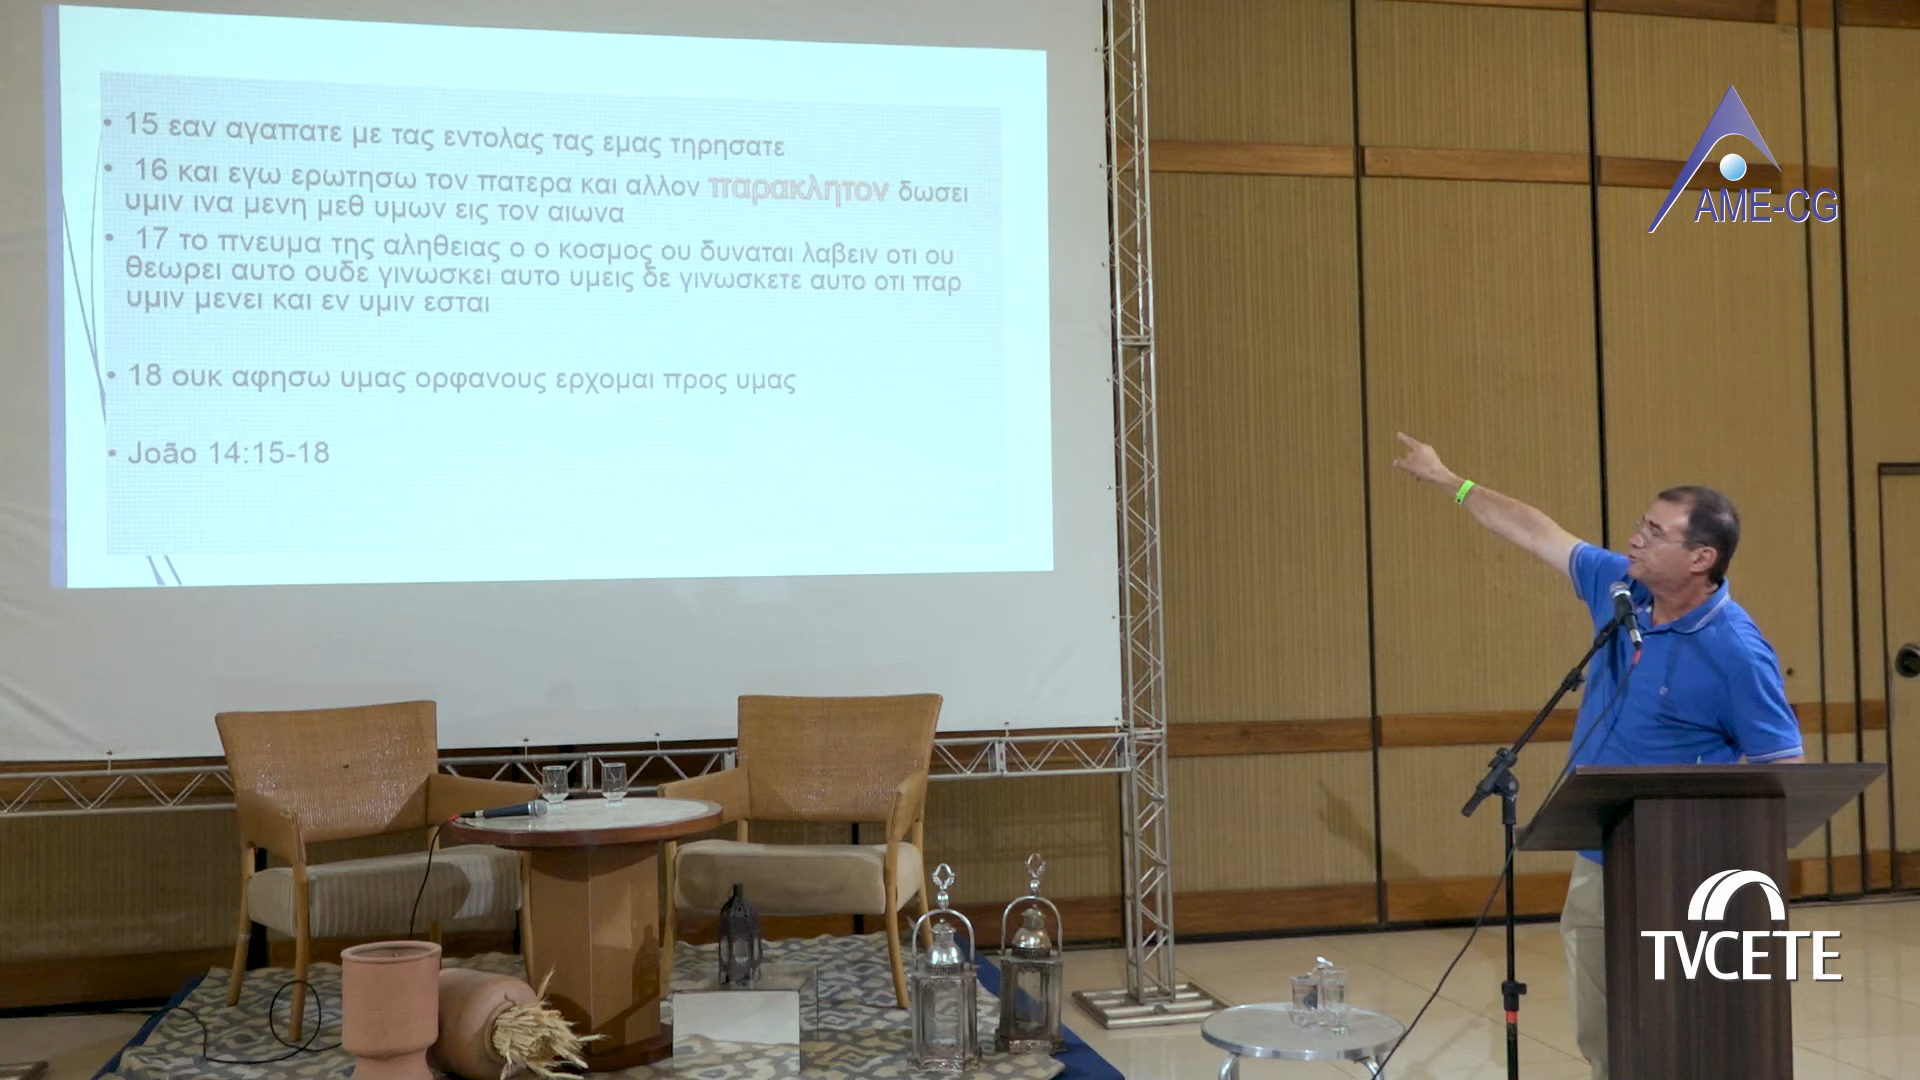 • 15 εαν αγαπατε με τας εντολας τας εμας τηρησατε
• 16 και εγω ερωτησω τον πατερα και αλλον παρακλητον δωσει
υμιν ινα μενη μεθ υμων εις τον αιωνα
• 17 το πνευμα της αληθειας ο ο κοσμος ου δυναται λαβειν οτι ου
θεωρει αυτο ουδε γινωσκει αυτο υμεις δε γινωσκετε αυτο οτι παρ
υμιν μενει και εν υμιν εσται
• 18 ουκ αφησω υμας ορφανους ερχομαι προς υμας
• João 14:15-18
AME-CG
TVCETE